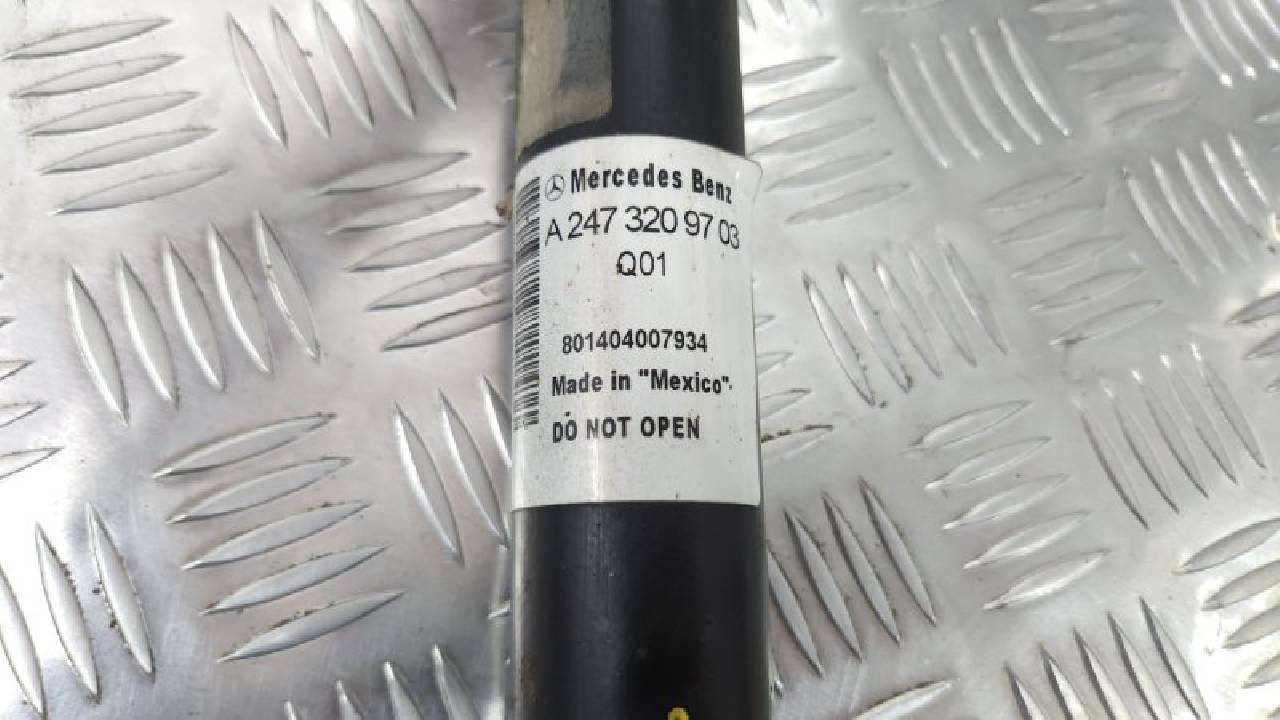 Mercedes Benz
A 247 320 97 03
Q01
801404007934
Made in "Mexico".
DO NOT OPEN